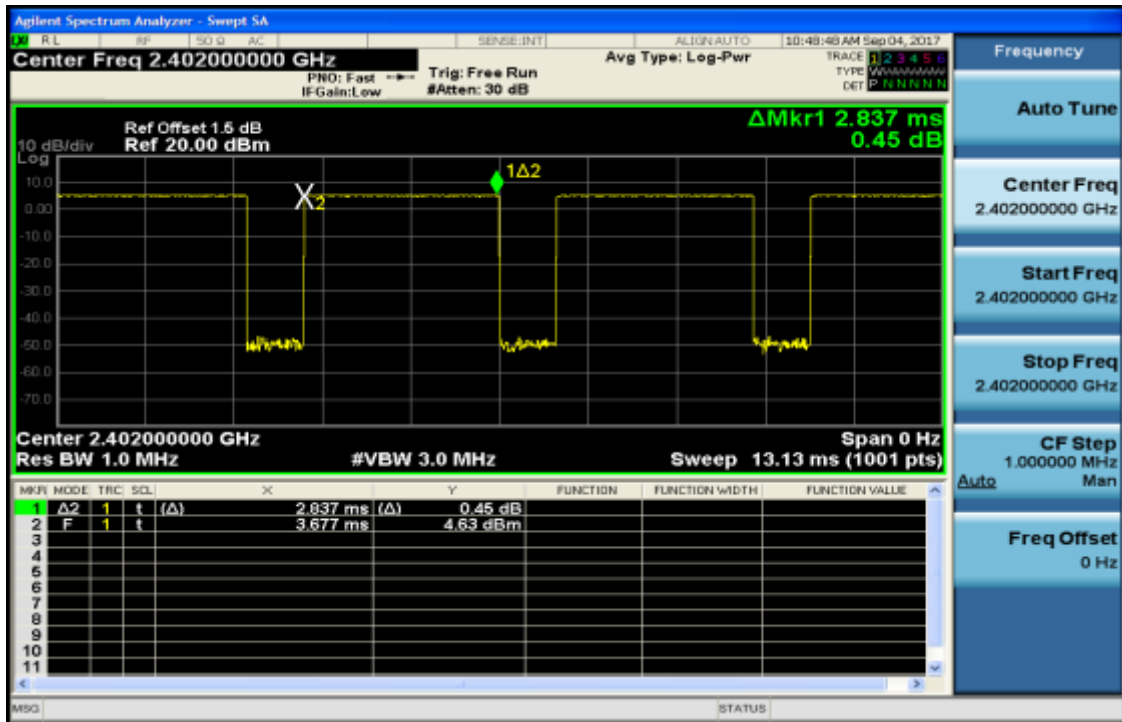 Agilent Spectrum Analyzer - Swept SA
RL RF 50 Ω AC SENSE:INT ALIGN AUTO 10:48:48 AM Sep 04, 2017
Center Freq 2.402000000 GHz
PNO: Fast
IFGain:Low
Trig: Free Run
#Atten: 30 dB
Avg Type: Log-Pwr
TRACE 1 2 3 4 5 6
TYPE
DET P N N N N N
Frequency
Auto Tune
Center Freq
2.402000000 GHz
Start Freq
2.402000000 GHz
Stop Freq
2.402000000 GHz
CF Step
1.000000 MHz
Auto Man
Freq Offset
0 Hz
ΔMkr1 2.837 ms
0.45 dB
Ref Offset 1.5 dB
10 dB/div Ref 20.00 dBm
Log
10.0
0.00
-10.0
-20.0
-30.0
-40.0
-50.0
-60.0
-70.0
1Δ2
X2
Center 2.402000000 GHz Span 0 Hz
Res BW 1.0 MHz #VBW 3.0 MHz Sweep 13.13 ms (1001 pts)
MKR MODE TRC SCL X Y FUNCTION FUNCTION WIDTH FUNCTION VALUE
1 Δ2 1 t (Δ) 2.837 ms (Δ) 0.45 dB
2 F 1 t 3.677 ms 4.63 dBm
3
4
5
6
7
8
9
10
11
MSG STATUS